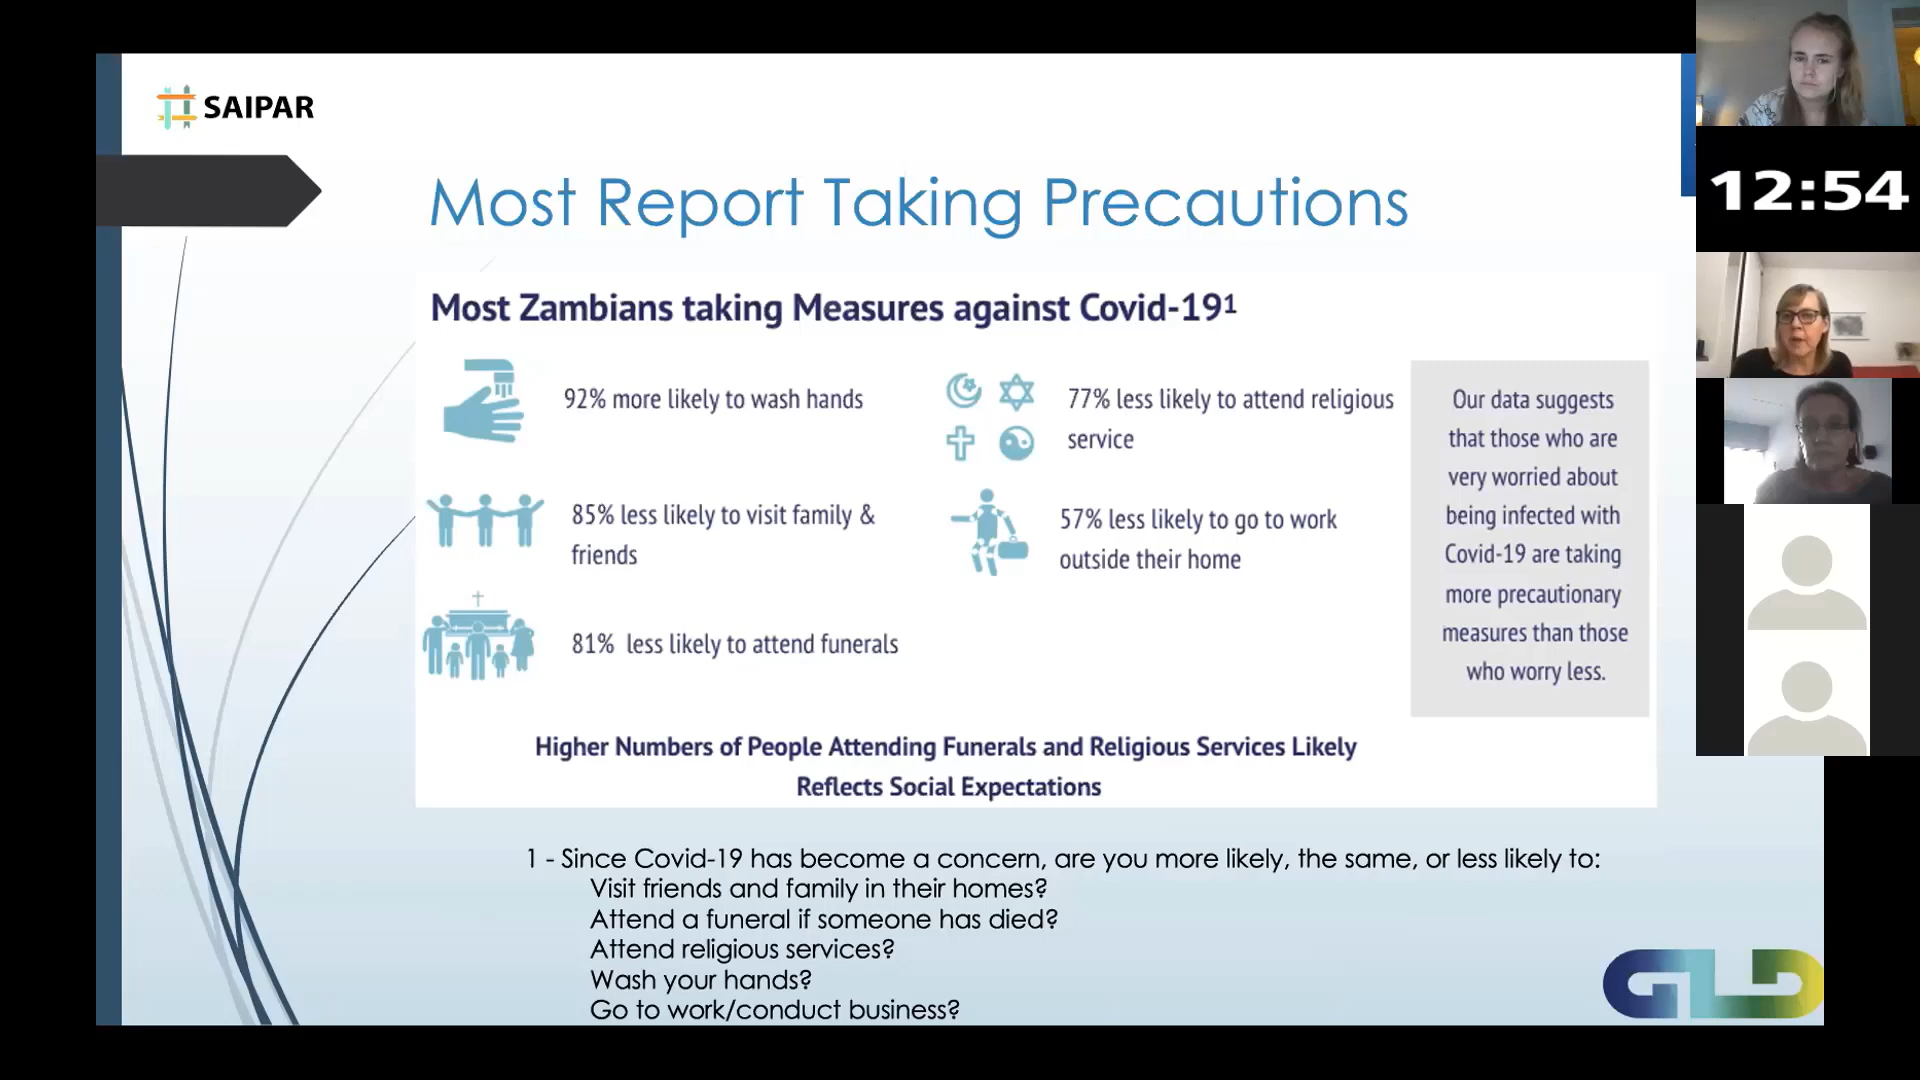 SAIPAR
12:54
Most Report Taking Precautions
Most Zambians taking Measures against Covid-19¹
92% more likely to wash hands
85% less likely to visit family &
friends
81% less likely to attend funerals
77% less likely to attend religious
service
57% less likely to go to work
outside their home
Our data suggests
that those who are
very worried about
being infected with
Covid-19 are taking
more precautionary
measures than those
who worry less.
Higher Numbers of People Attending Funerals and Religious Services Likely
Reflects Social Expectations
1 - Since Covid-19 has become a concern, are you more likely, the same, or less likely to:
Visit friends and family in their homes?
Attend a funeral if someone has died?
Attend religious services?
Wash your hands?
Go to work/conduct business?
GLD